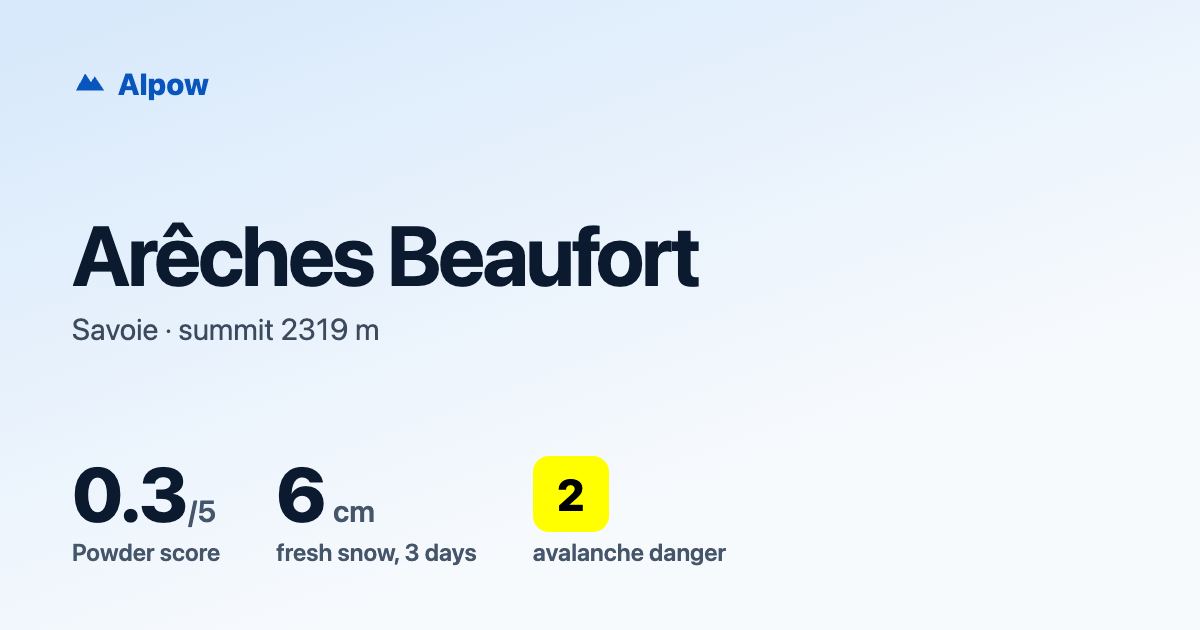 Alpow
Arêches Beaufort
Savoie · summit 2319 m
0.3/5
Powder score
6 cm
fresh snow, 3 days
2
avalanche danger